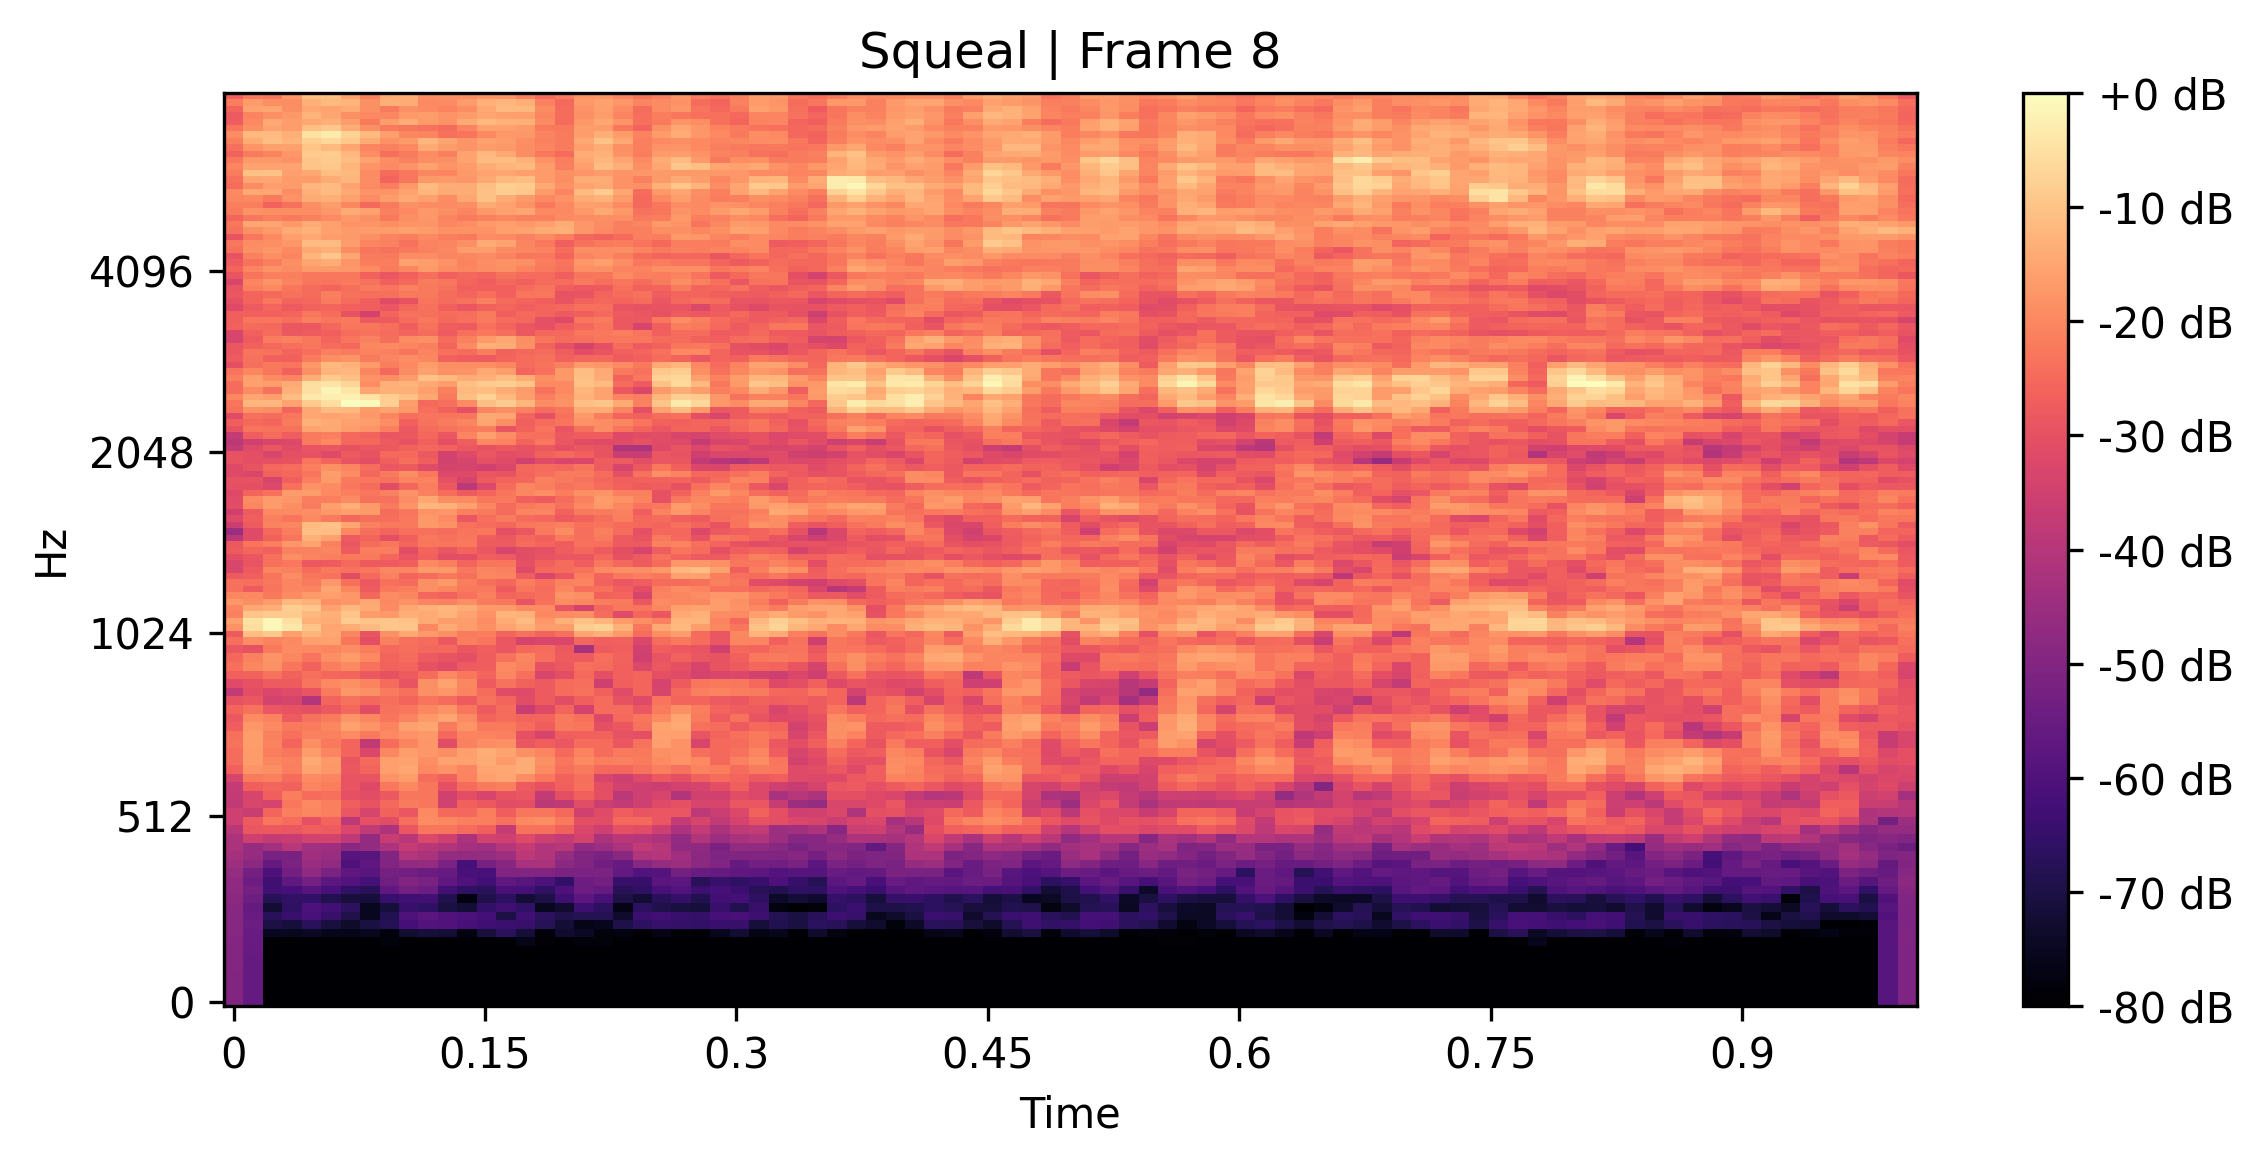 Squeal | Frame 8
Hz
4096
2048
1024
512
0
0 0.15 0.3 0.45 0.6 0.75 0.9
Time
+0 dB
-10 dB
-20 dB
-30 dB
-40 dB
-50 dB
-60 dB
-70 dB
-80 dB